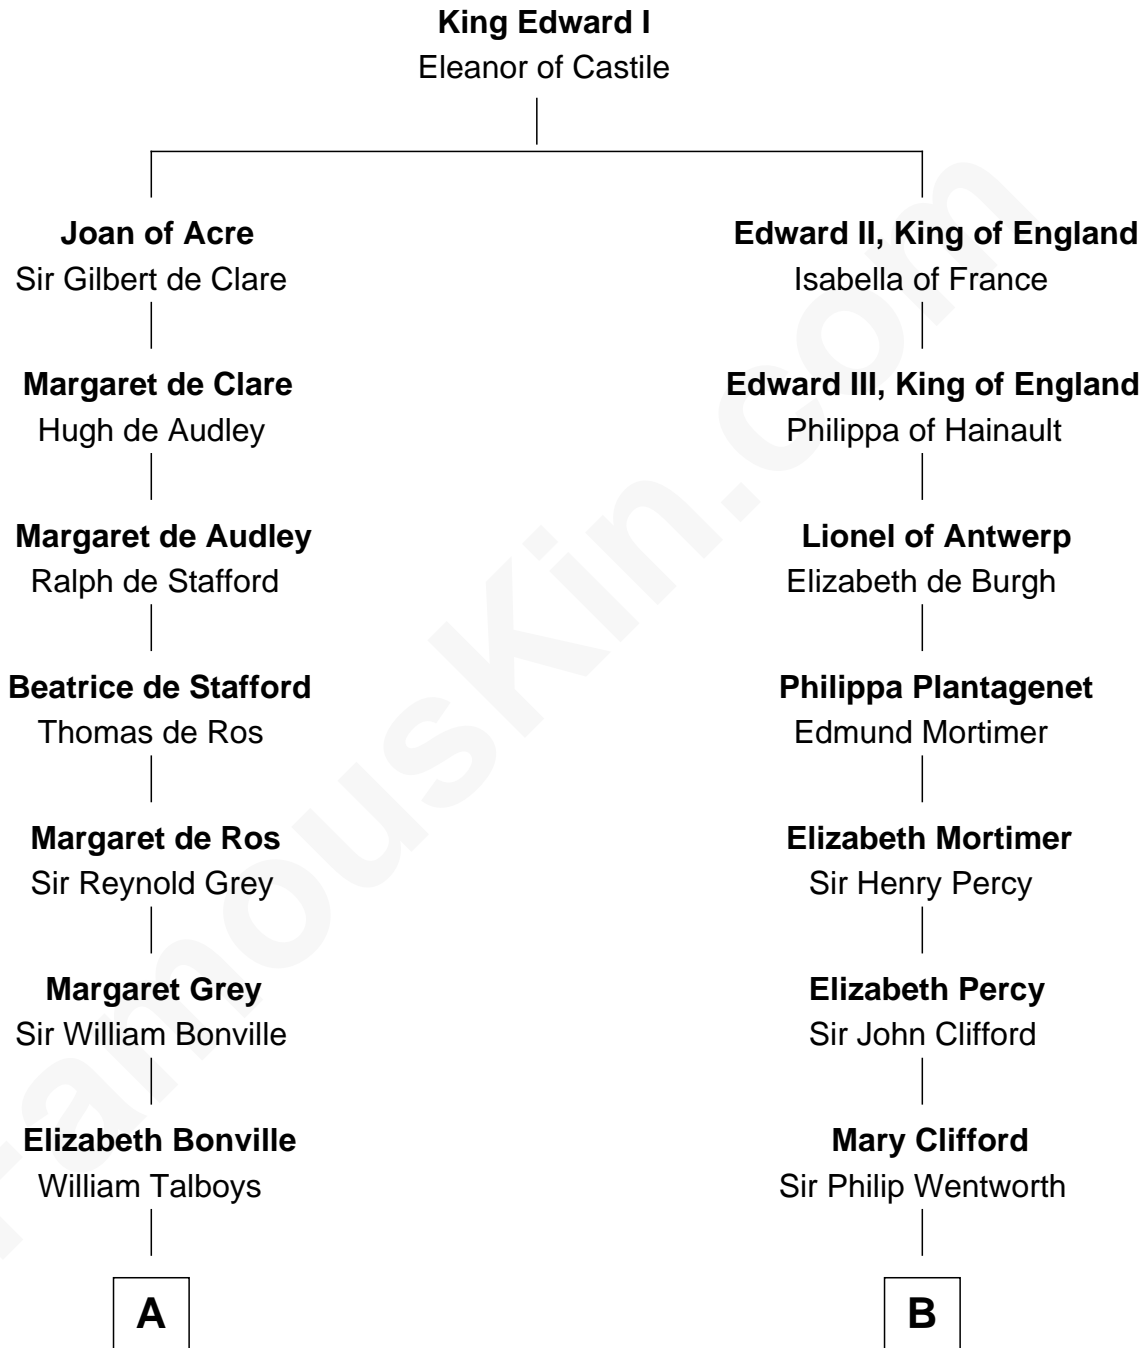 King Edward I
Eleanor of Castile
Joan of Acre
Sir Gilbert de Clare
Edward II, King of England
Isabella of France
Margaret de Clare
Hugh de Audley
Edward III, King of England
Philippa of Hainault
Margaret de Audley
Ralph de Stafford
Lionel of Antwerp
Elizabeth de Burgh
Beatrice de Stafford
Thomas de Ros
Philippa Plantagenet
Edmund Mortimer
Margaret de Ros
Sir Reynold Grey
Elizabeth Mortimer
Sir Henry Percy
Margaret Grey
Sir William Bonville
Elizabeth Percy
Sir John Clifford
Elizabeth Bonville
William Talboys
Mary Clifford
Sir Philip Wentworth
A
B
FamousKin.com